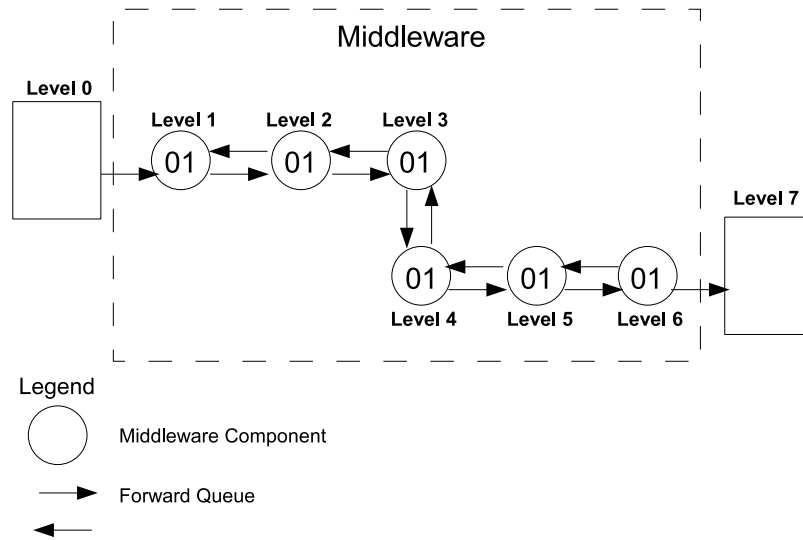 Middleware
Level 0
Level 1
Level 2
Level 3
01
01
01
Level 7
01
01
01
Level 4
Level 5
Level 6
Legend
Middleware Component
Forward Queue